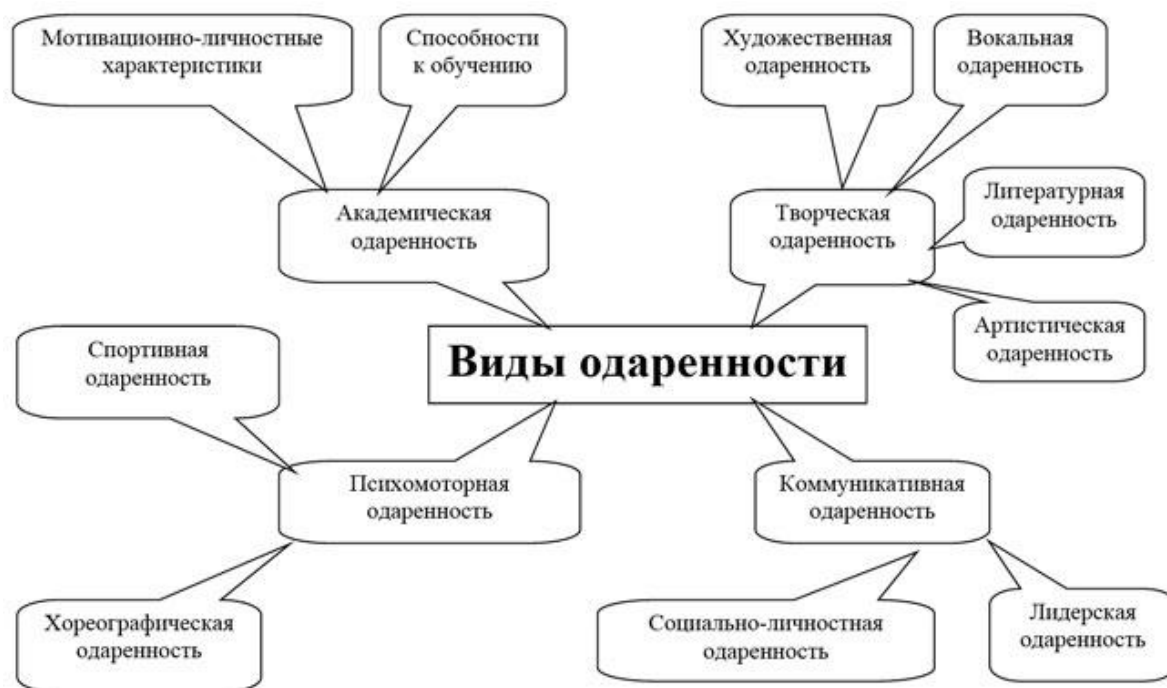 Мотивационно-личностные
характеристики
Способности
к обучению
Художественная
одаренность
Вокальная
одаренность
Академическая
одаренность
Творческая
одаренность
Литературная
одаренность
Артистическая
одаренность
Виды одаренности
Спортивная
одаренность
Психомоторная
одаренность
Коммуникативная
одаренность
Хореографическая
одаренность
Социально-личностная
одаренность
Лидерская
одаренность